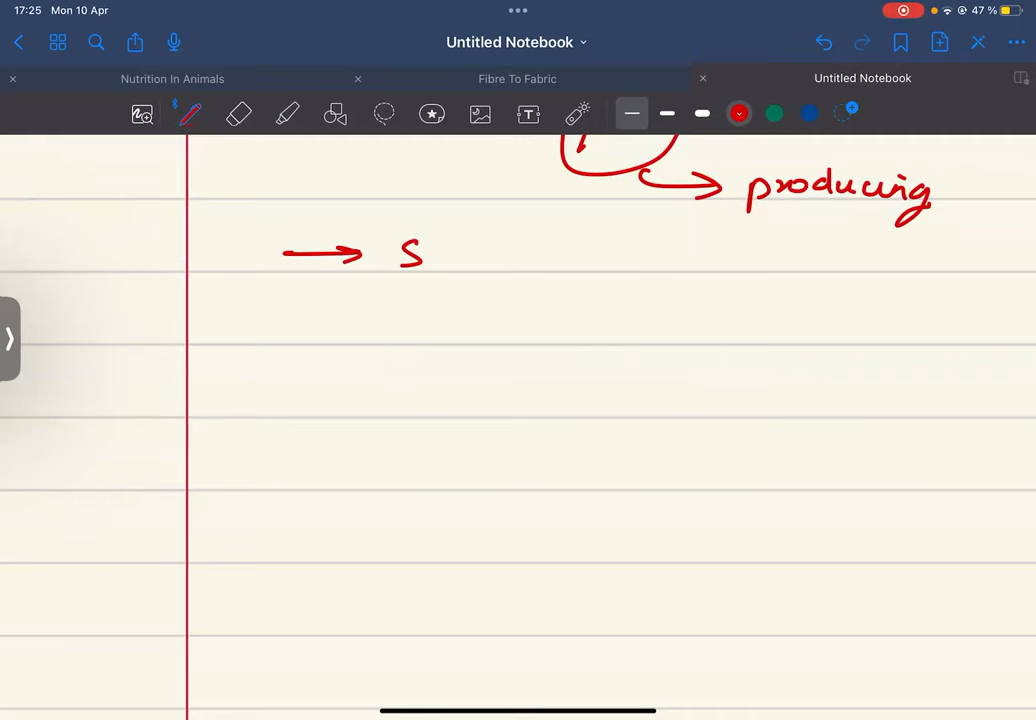 17:25 Mon 10 Apr 47 %
Untitled Notebook
Nutrition In Animals Fibre To Fabric Untitled Notebook
T
producing
→ S